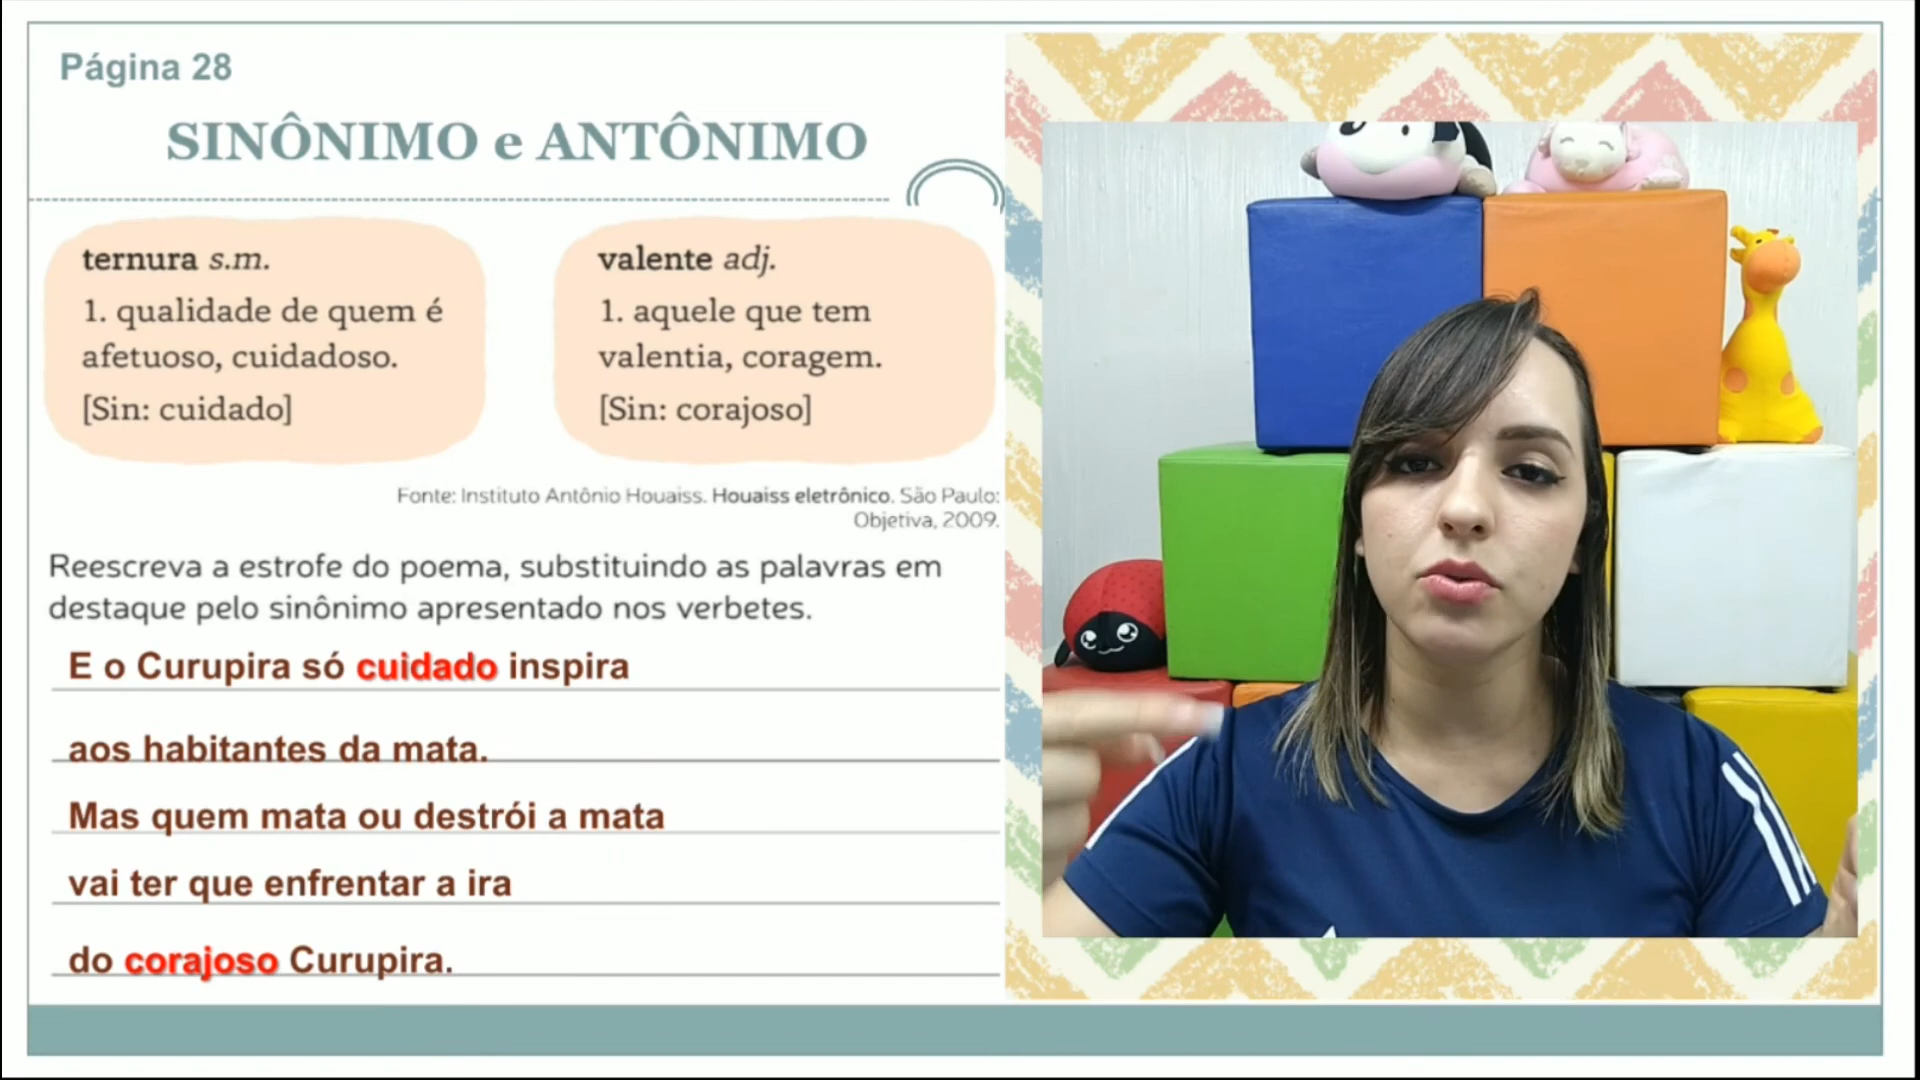 Página 28
SINÔNIMO e ANTÔNIMO
ternura s.m.
1. qualidade de quem é
afetuoso, cuidadoso.
[Sin: cuidado]
valente adj.
1. aquele que tem
valentia, coragem.
[Sin: corajoso]
Fonte: Instituto Antônio Houaiss. Houaiss eletrônico. São Paulo:
Objetiva, 2009.
Reescreva a estrofe do poema, substituindo as palavras em
destaque pelo sinônimo apresentado nos verbetes.
E o Curupira só cuidado inspira
aos habitantes da mata.
Mas quem mata ou destrói a mata
vai ter que enfrentar a ira
do corajoso Curupira.